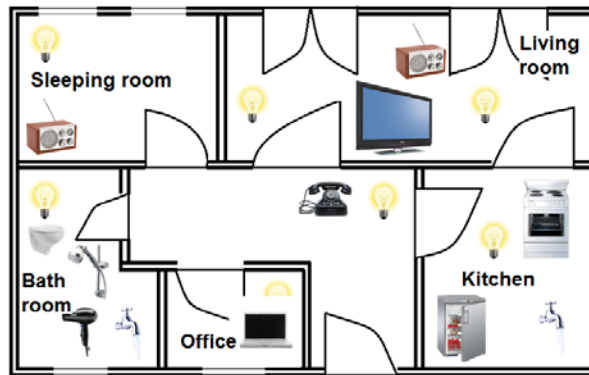 Sleeping room
Living
room
Bath
room
Office
Kitchen